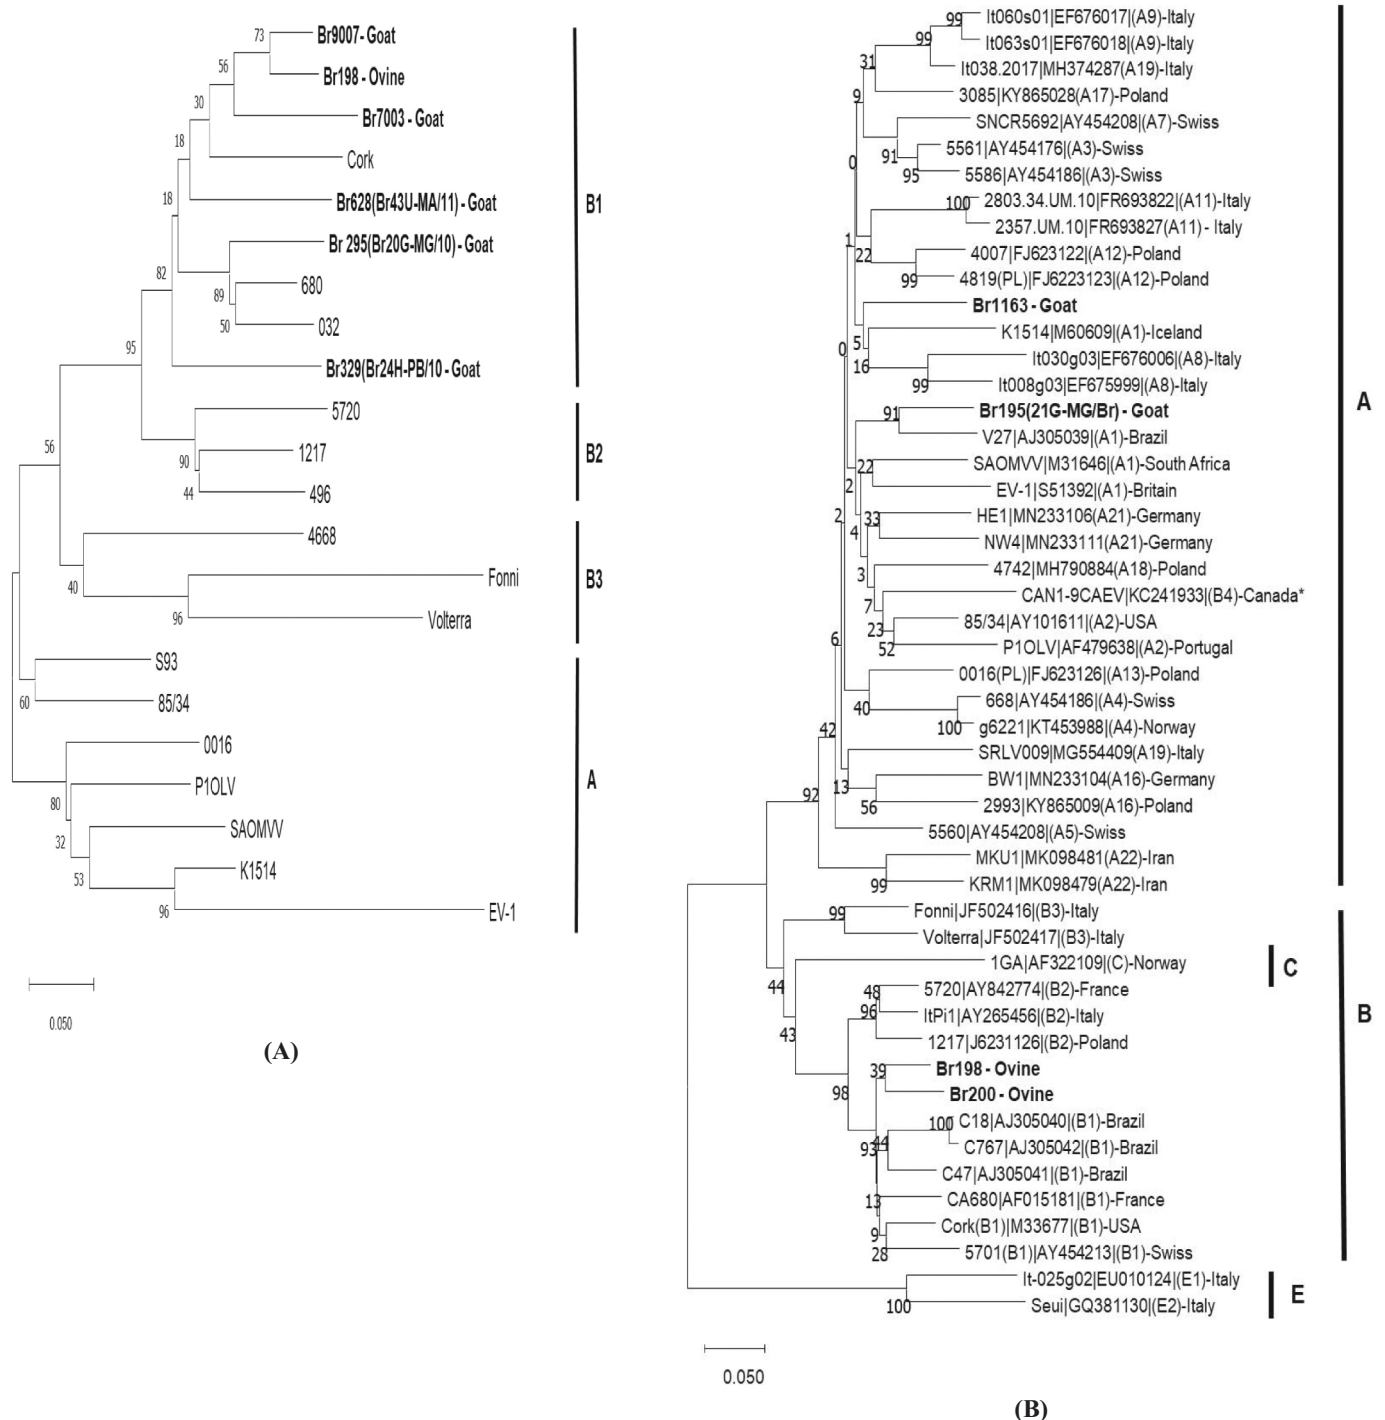 73
Br9007- Goat
56
Br198 - Ovine
30
Br7003 - Goat
18
Cork
18
Br628(Br43U-MA/11) - Goat
B1
Br 295(Br20G-MG/10) - Goat
82
680
89
50
032
95
Br329(Br24H-PB/10 - Goat
5720
56
1217
B2
90
44
496
4668
Fonni
B3
40
96
Volterra
S93
60
85/34
0016
P1OLV
A
80
SAOMVV
32
K1514
53
96
EV-1
0.050
(A)
99
It060s01|EF676017|(A9)-Italy
99
It063s01|EF676018|(A9)-Italy
31
It038.2017|MH374287(A19)-Italy
9
3085|KY865028(A17)-Poland
SNCR5692|AY454208|(A7)-Swiss
91
5561|AY454176|(A3)-Swiss
0
95
5586|AY454186|(A3)-Swiss
100
2803.34.UM.10|FR693822|(A11)-Italy
2357.UM.10|FR693827(A11) - Italy
1
22
4007|FJ623122|(A12)-Poland
99
4819(PL)|FJ6223123|(A12)-Poland
Br1163 - Goat
K1514|M60609|(A1)-Iceland
0
5
It030g03|EF676006|(A8)-Italy
16
99
It008g03|EF675999|(A8)-Italy
A
91
Br195(21G-MG/Br) - Goat
V27|AJ305039|(A1)-Brazil
22
SAOMVV|M31646|(A1)-South Africa
2
EV-1|S51392|(A1)-Britain
2
33
HE1|MN233106(A21)-Germany
4
NW4|MN233111(A21)-Germany
3
4742|MH790884(A18)-Poland
7
CAN1-9CAEV|KC241933|(B4)-Canada*
23
85/34|AY101611|(A2)-USA
6
52
P1OLV|AF479638|(A2)-Portugal
0016(PL)|FJ623126|(A13)-Poland
40
668|AY454186|(A4)-Swiss
42
100
g6221|KT453988|(A4)-Norway
SRLV009|MG554409(A19)-Italy
13
BW1|MN233104(A16)-Germany
92
56
2993|KY865009(A16)-Poland
5560|AY454208|(A5)-Swiss
MKU1|MK098481(A22)-Iran
99
KRM1|MK098479(A22)-Iran
99
Fonni|JF502416|(B3)-Italy
Volterra|JF502417|(B3)-Italy
1GA|AF322109|(C)-Norway
C
44
48
5720|AY842774|(B2)-France
96
ItPi1|AY265456|(B2)-Italy
B
43
1217|J6231126|(B2)-Poland
39
Br198 - Ovine
98
Br200 - Ovine
100
C18|AJ305040|(B1)-Brazil
44
93
C767|AJ305042|(B1)-Brazil
C47|AJ305041|(B1)-Brazil
13
CA680|AF015181|(B1)-France
9
Cork(B1)|M33677|(B1)-USA
28
5701(B1)|AY454213|(B1)-Swiss
It-025g02|EU010124|(E1)-Italy
100
Seui|GQ381130|(E2)-Italy
E
0.050
(B)